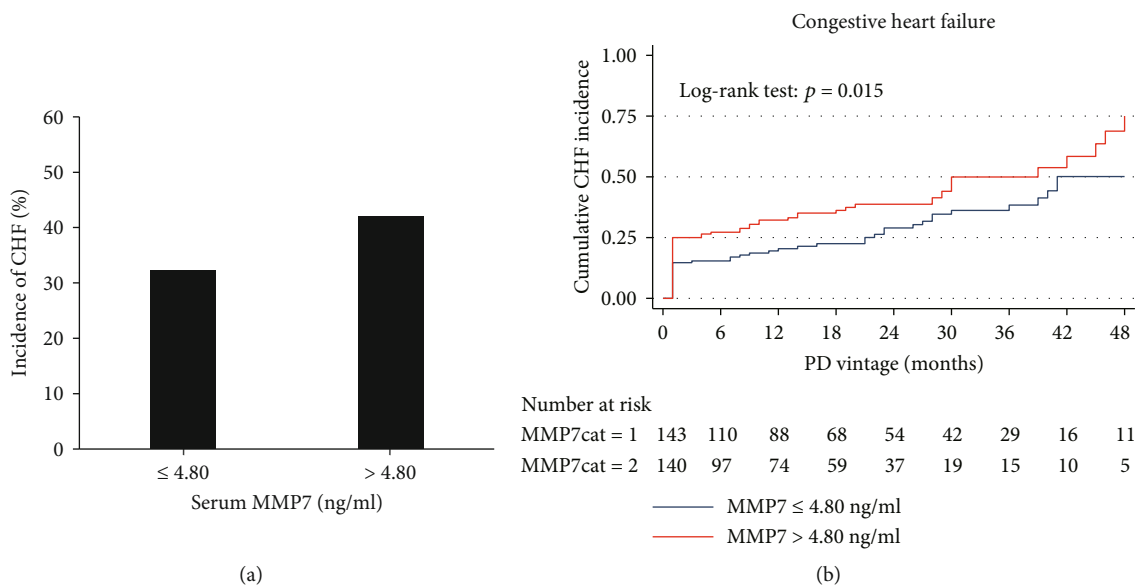 60
50
40
30
20
10
0
Incidence of CHF (%)
≤ 4.80
> 4.80
Serum MMP7 (ng/ml)
(a)
Congestive heart failure
Log-rank test: p = 0.015
1.00
0.75
0.50
0.25
0.00
Cumulative CHF incidence
0 6 12 18 24 30 36 42 48
PD vintage (months)
Number at risk
MMP7cat = 1 143 110 88 68 54 42 29 16 11
MMP7cat = 2 140 97 74 59 37 19 15 10 5
MMP7 ≤ 4.80 ng/ml
MMP7 > 4.80 ng/ml
(b)